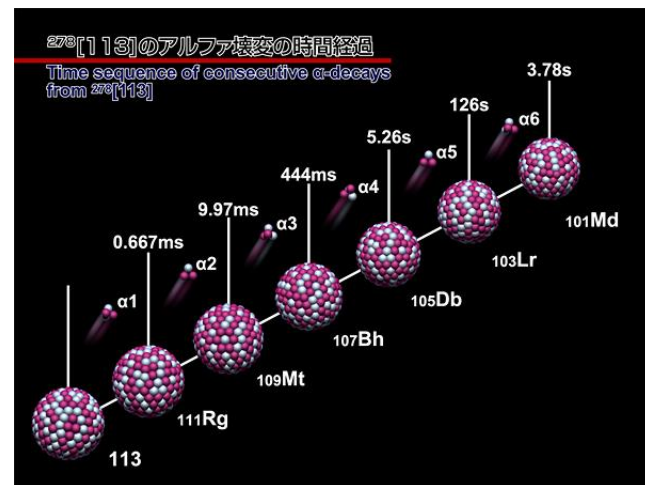 ²⁷⁸[113]のアルファ壊変の時間経過
Time sequence of consecutive α-decays
from ²⁷⁸[113]
3.78s
126s
α6
5.26s
α5
444ms
α4
9.97ms
α3
0.667ms
α2
α1
101Md
103Lr
105Db
107Bh
109Mt
111Rg
113